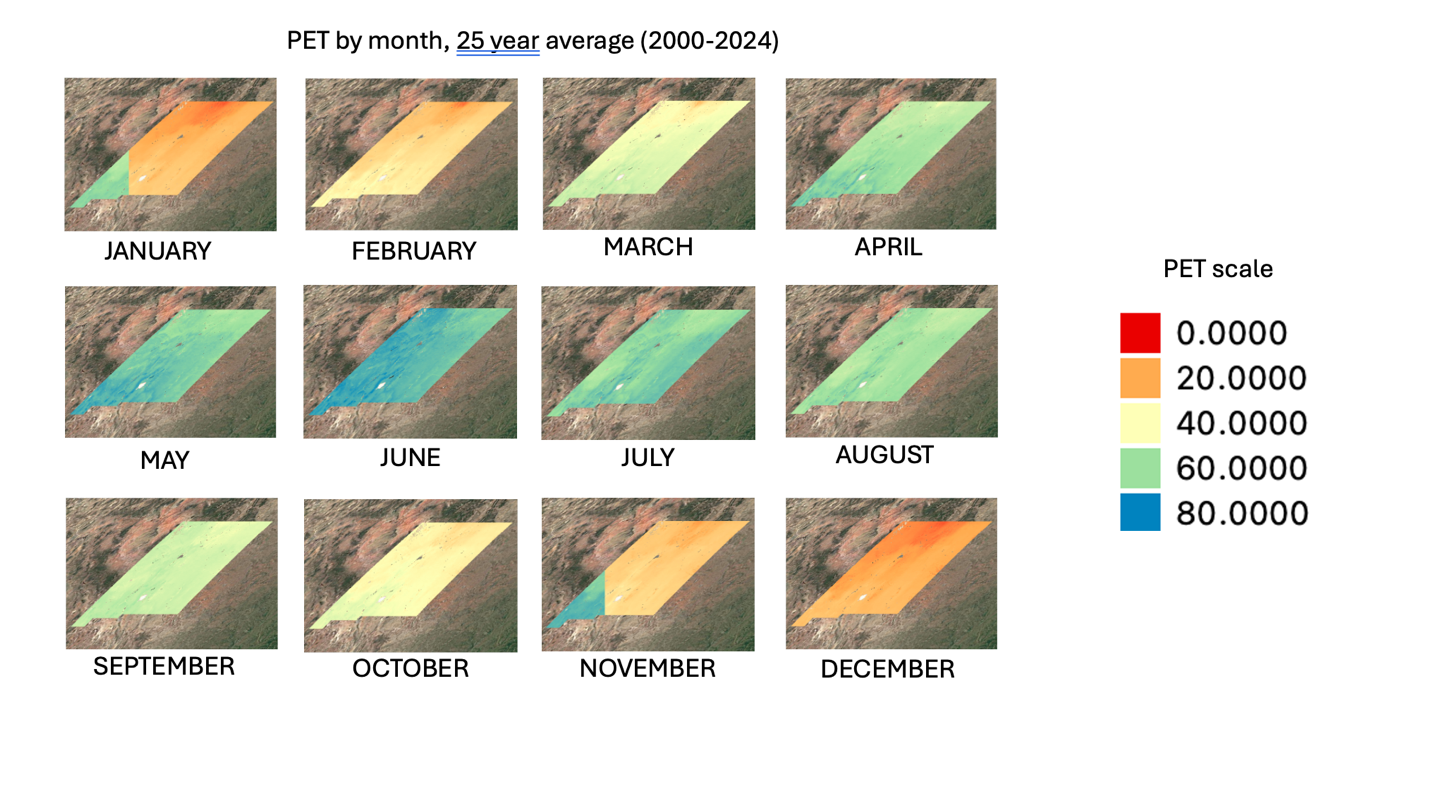 PET by month, 25 year average (2000-2024)
JANUARY
FEBRUARY
MARCH
APRIL
MAY
JUNE
JULY
AUGUST
SEPTEMBER
OCTOBER
NOVEMBER
DECEMBER
PET scale
0.0000
20.0000
40.0000
60.0000
80.0000